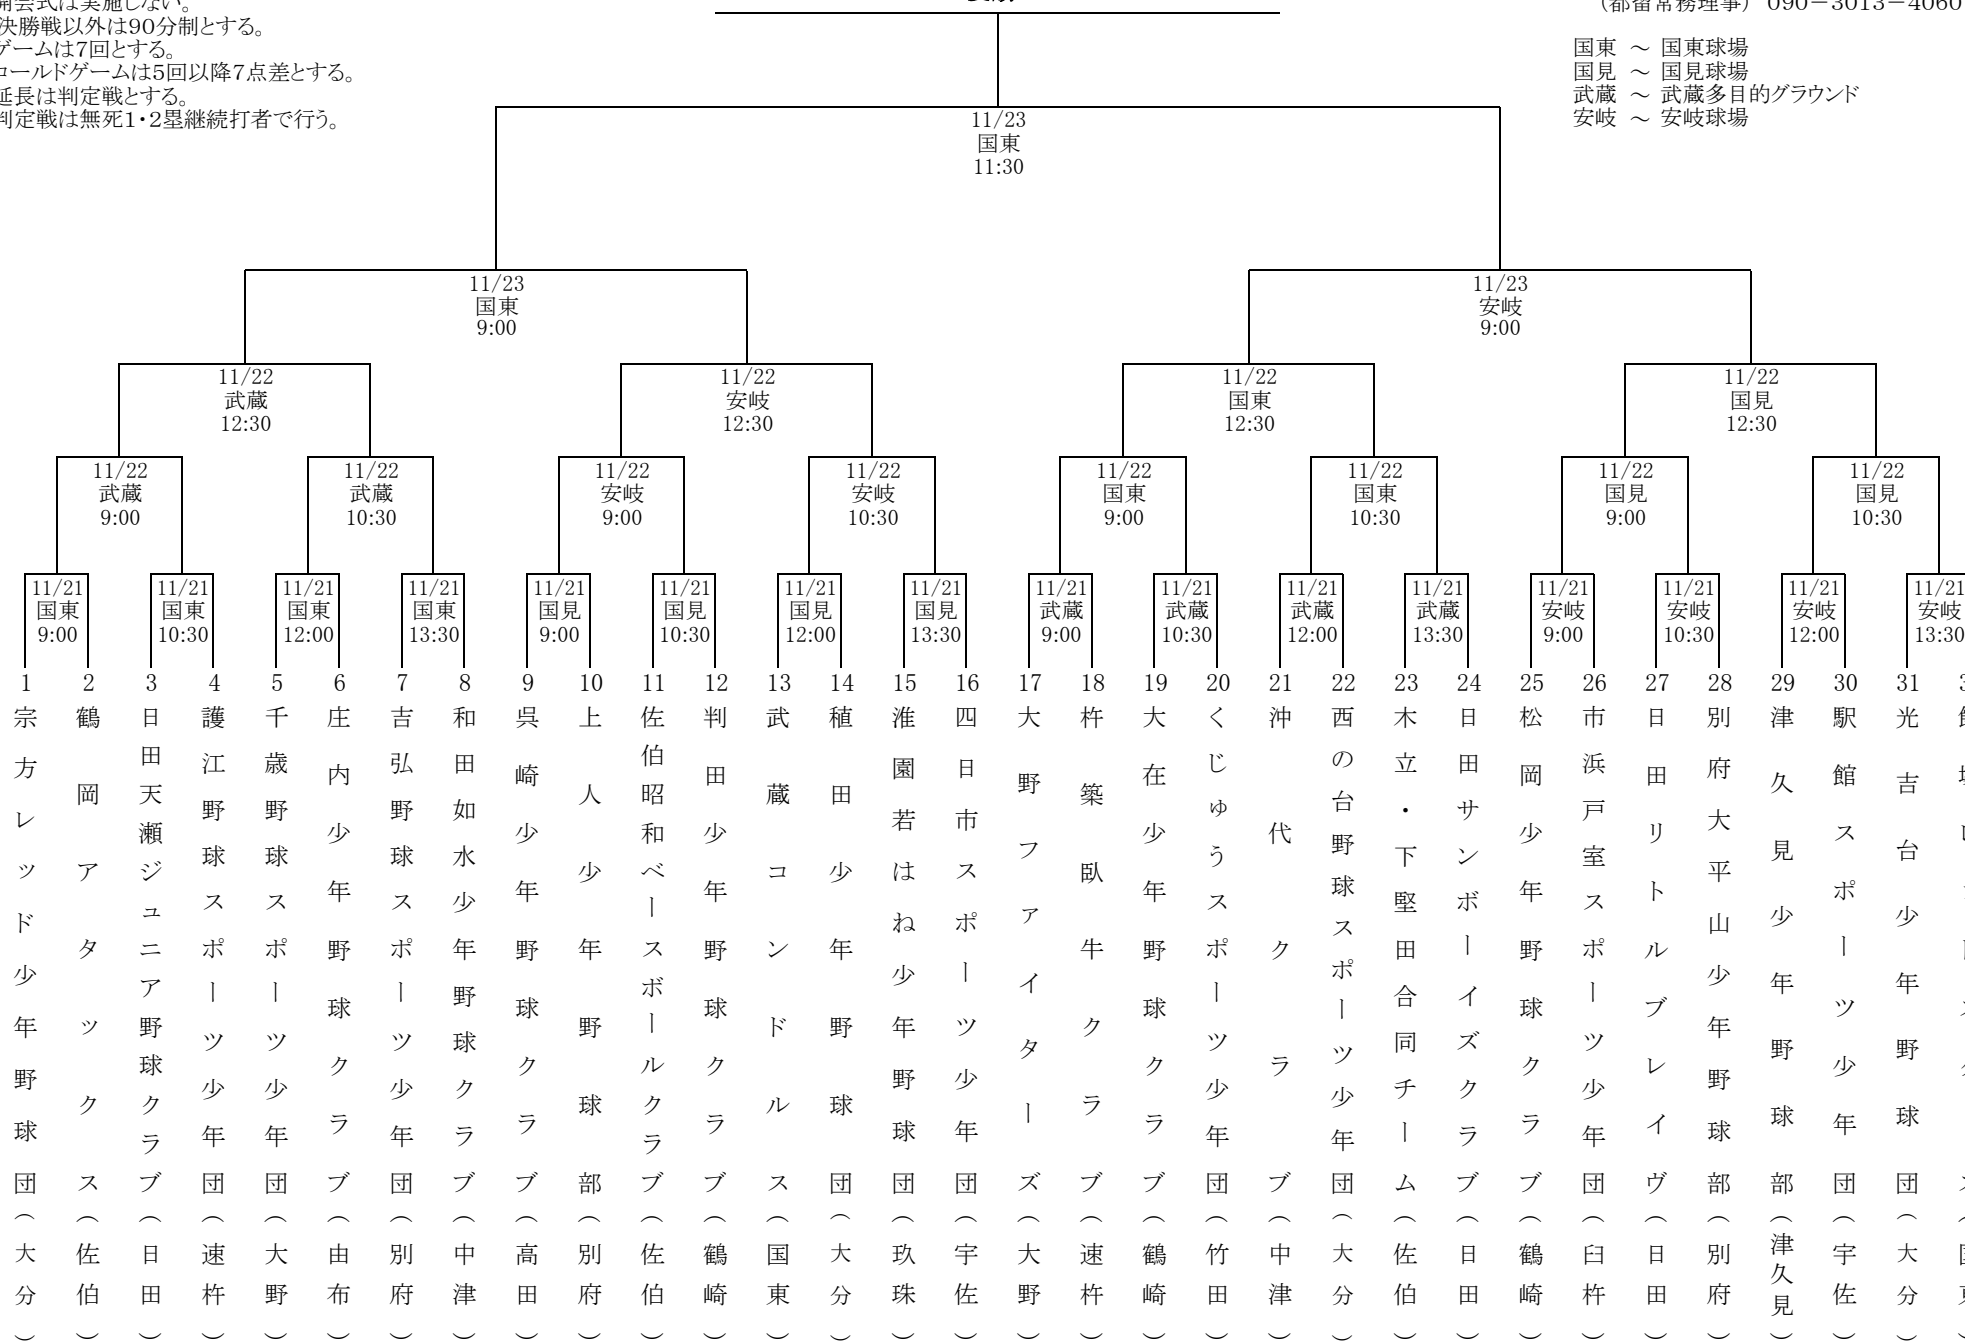 決勝戦以外は90分制とする。
ゲームは7回とする。
コールドゲームは5回以降7点差とする。
延長は判定戦とする。
判定戦は無死1・2塁継続打者で行う。
(都留常務理事) 090-3013-4060
国東 ～ 国東球場
国見 ～ 国見球場
武蔵 ～ 武蔵多目的グラウンド
安岐 ～ 安岐球場
11/23
国東
11:30
11/23
国東
9:00
11/23
安岐
9:00
11/22
武蔵
12:30
11/22
安岐
12:30
11/22
国東
12:30
11/22
国見
12:30
11/22
武蔵
9:00
11/22
武蔵
10:30
11/22
安岐
9:00
11/22
安岐
10:30
11/22
国東
9:00
11/22
国東
10:30
11/22
国見
9:00
11/22
国見
10:30
11/21
国東
9:00
11/21
国東
10:30
11/21
国東
12:00
11/21
国東
13:30
11/21
国見
9:00
11/21
国見
10:30
11/21
国見
12:00
11/21
国見
13:30
11/21
武蔵
9:00
11/21
武蔵
10:30
11/21
武蔵
12:00
11/21
武蔵
13:30
11/21
安岐
9:00
11/21
安岐
10:30
11/21
安岐
12:00
11/21
安岐
13:30
1
宗方レッド少年野球団(大分)
2
鶴岡アタックス(佐伯)
3
日田天瀬ジュニア野球クラブ(日田)
4
護江野球スポーツ少年団(速杵)
5
千歳野球スポーツ少年団(大野)
6
庄内少年野球クラブ(由布)
7
吉弘野球スポーツ少年団(別府)
8
和田如水少年野球クラブ(中津)
9
呉崎少年野球クラブ(高田)
10
上人少年野球部(別府)
11
佐伯昭和ベースボールクラブ(佐伯)
12
判田少年野球クラブ(鶴崎)
13
武蔵コンドルス(国東)
14
稙田少年野球団(大分)
15
淮園若はね少年野球団(玖珠)
16
四日市スポーツ少年団(宇佐)
17
大野ファイターズ(大野)
18
杵築臥牛クラブ(速杵)
19
大在少年野球クラブ(鶴崎)
20
くじゅうスポーツ少年団(竹田)
21
沖代クラブ(中津)
22
西の台野球スポーツ少年団(大分)
23
木立・下堅田合同チーム(佐伯)
24
日田サンボーイズクラブ(日田)
25
松岡少年野球クラブ(鶴崎)
26
市浜戸室スポーツ少年団(臼杵)
27
日田リトルブレイヴ(日田)
28
別府大平山少年野球部(別府)
29
津久見少年野球部(津久見)
30
駅館スポーツ少年団(宇佐)
31
光吉台少年野球団(大分)